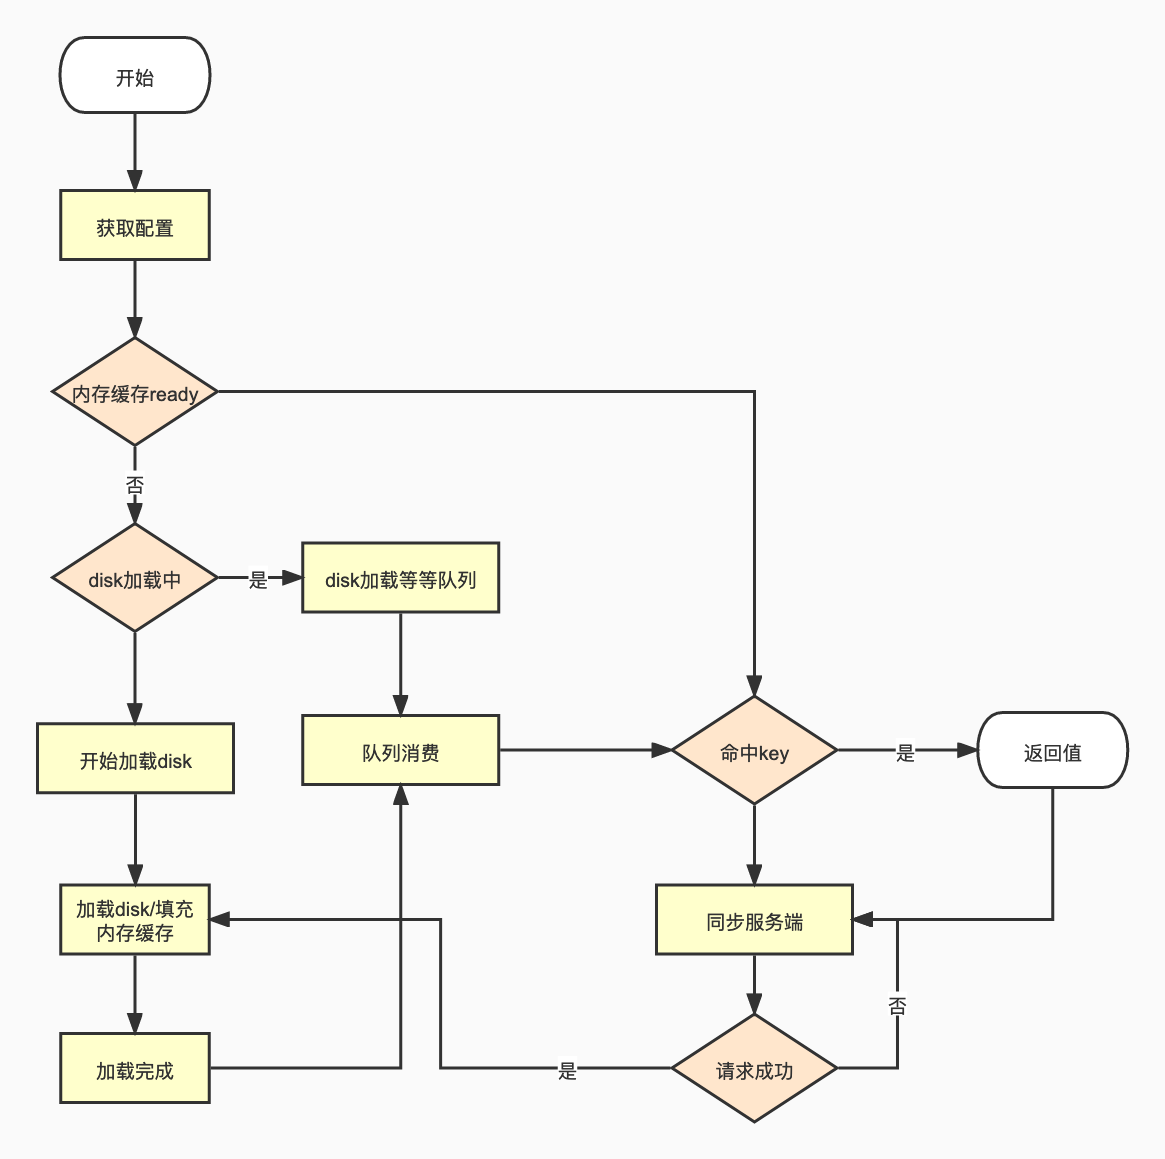 开始
获取配置
内存缓存ready
否
disk加载中
是
disk加载等等队列
开始加载disk
队列消费
命中key
是
返回值
加载disk/填充
内存缓存
同步服务端
否
加载完成
是
请求成功